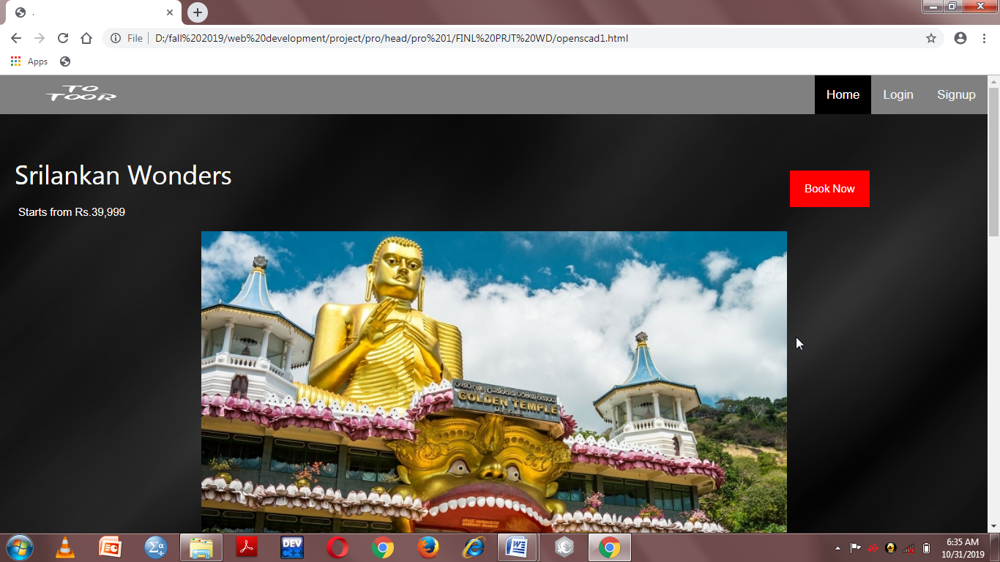 .
File
D:/fall%202019/web%20development/project/pro/head/pro%201/FINL%20PRJT%20WD/openscad1.html
Apps
TO
TOOR
Home
Login
Signup
Srilankan Wonders
Book Now
Starts from Rs.39,999
GOLDEN TEMPLE
Dambulla
DEV
C++
6:35 AM
10/31/2019